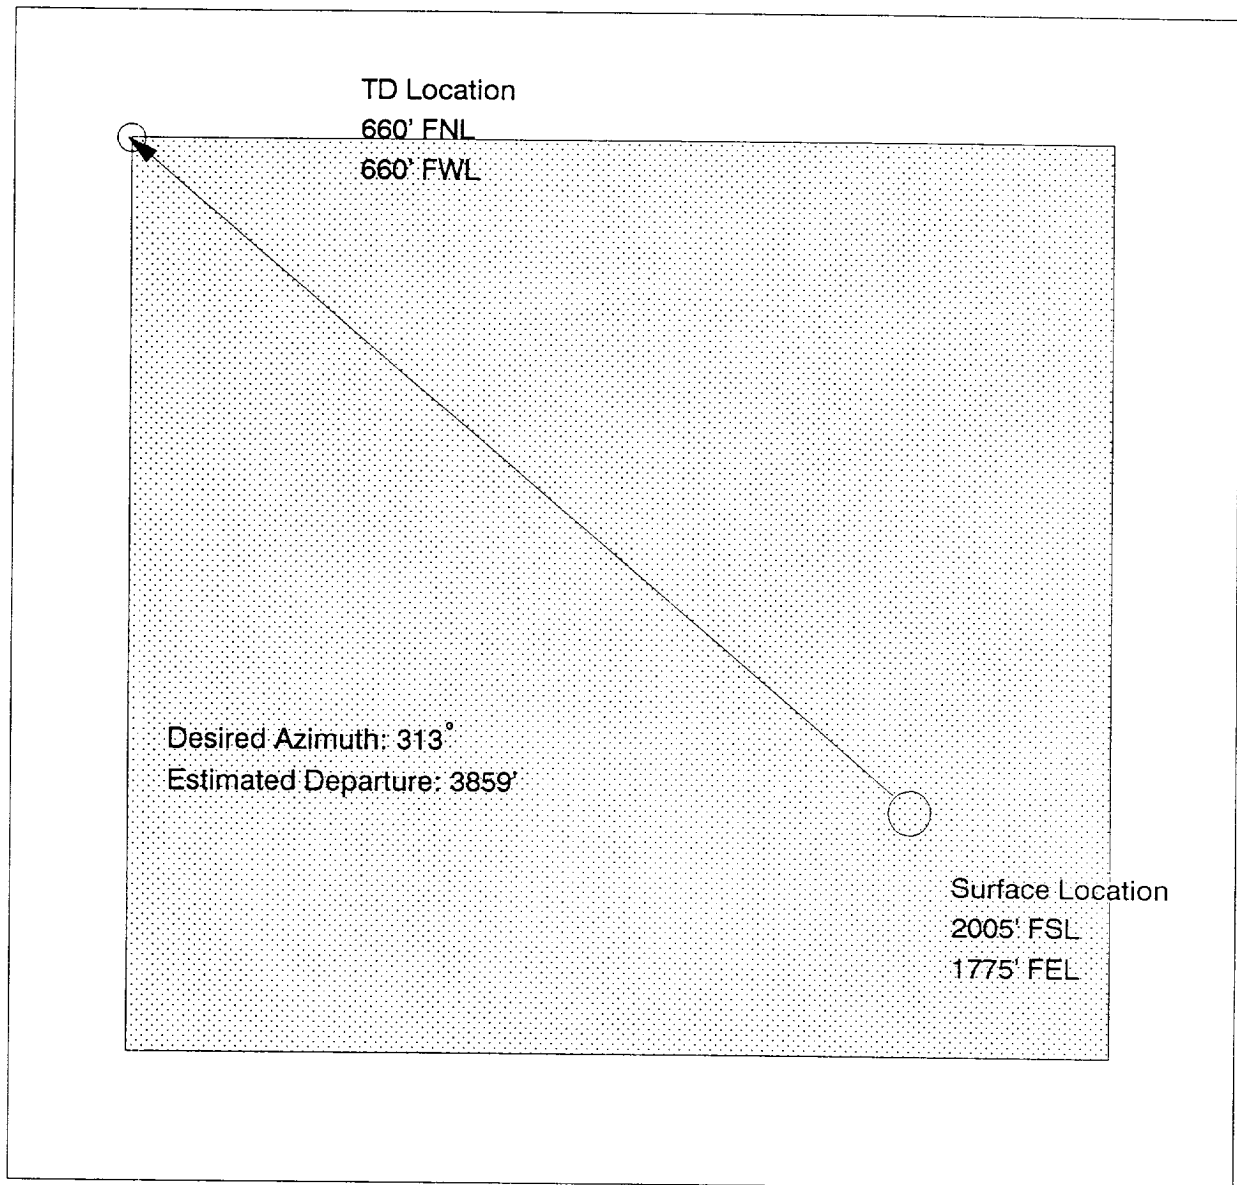 TD Location
660' FNL
660' FWL
Desired Azimuth: 313°
Estimated Departure: 3859'
Surface Location
2005' FSL
1775' FEL